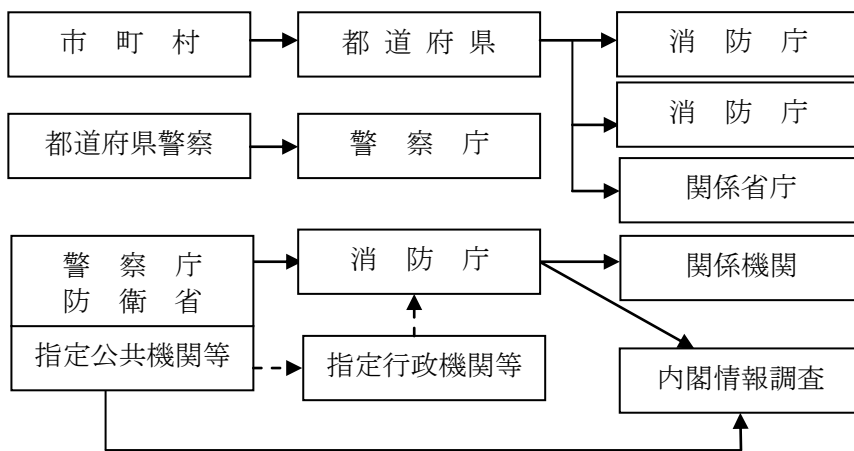 市 町 村
都 道 府 県
消 防 庁
消 防 庁
都道府県警察
警 察 庁
関係省庁
警 察 庁
防 衛 省
消 防 庁
関係機関
指定公共機関等
指定行政機関等
内閣情報調査